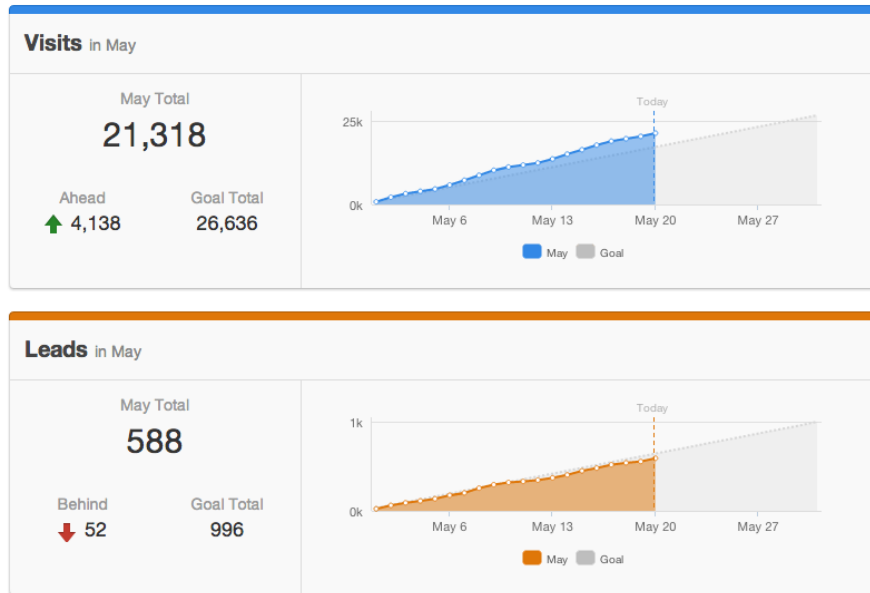 Visits in May
May Total
21,318
Ahead Goal Total
4,138 26,636
Today
25k
0k
May 6 May 13 May 20 May 27
May Goal
Leads in May
May Total
588
Behind Goal Total
52 996
Today
1k
0k
May 6 May 13 May 20 May 27
May Goal